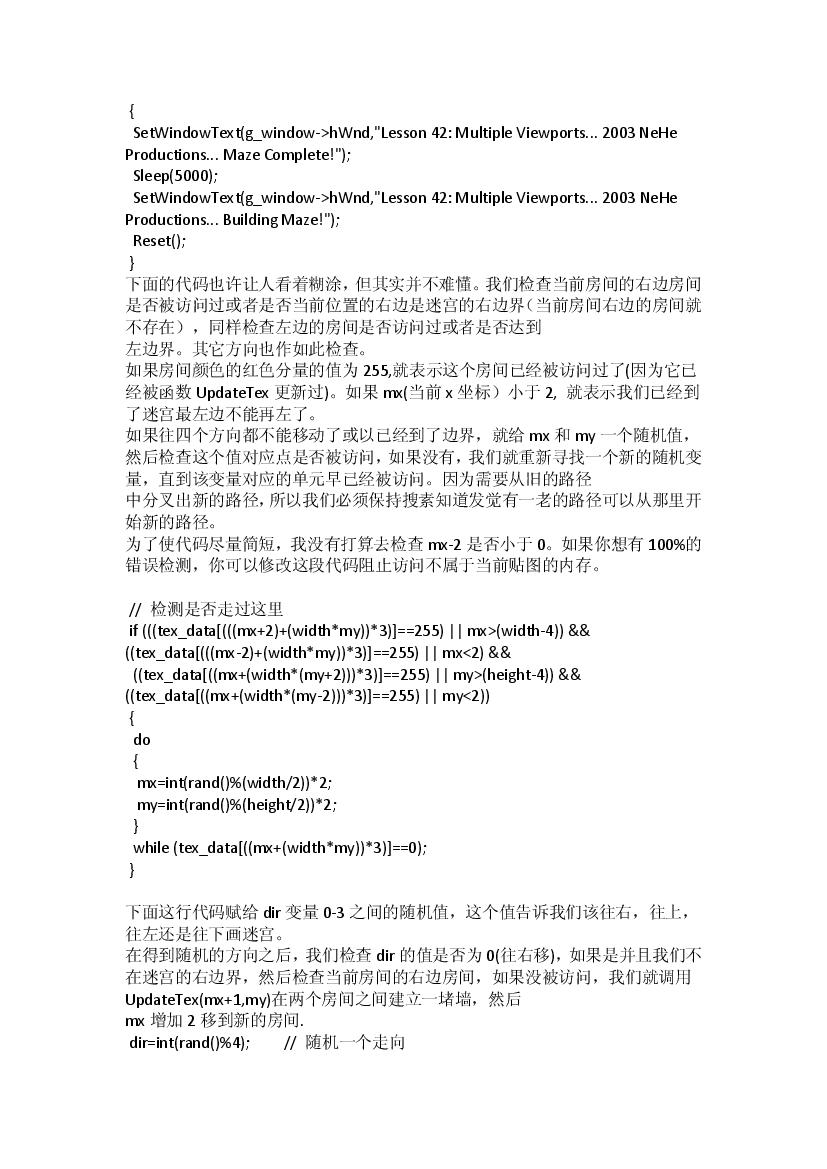 {
SetWindowText(g_window->hWnd,"Lesson 42: Multiple Viewports... 2003 NeHe
Productions... Maze Complete!");
Sleep(5000);
SetWindowText(g_window->hWnd,"Lesson 42: Multiple Viewports... 2003 NeHe
Productions... Building Maze!");
Reset();
}
下面的代码也许让人看着糊涂，但其实并不难懂。我们检查当前房间的右边房间
是否被访问过或者是否当前位置的右边是迷宫的右边界（当前房间右边的房间就
不存在），同样检查左边的房间是否访问过或者是否达到
左边界。其它方向也作如此检查。
如果房间颜色的红色分量的值为 255,就表示这个房间已经被访问过了(因为它已
经被函数 UpdateTex 更新过)。如果 mx(当前 x 坐标）小于 2, 就表示我们已经到
了迷宫最左边不能再左了。
如果往四个方向都不能移动了或以已经到了边界，就给 mx 和 my 一个随机值，
然后检查这个值对应点是否被访问，如果没有，我们就重新寻找一个新的随机变
量，直到该变量对应的单元早已经被访问。因为需要从旧的路径
中分叉出新的路径，所以我们必须保持搜素知道发觉有一老的路径可以从那里开
始新的路径。
为了使代码尽量简短，我没有打算去检查 mx-2 是否小于 0。如果你想有 100%的
错误检测，你可以修改这段代码阻止访问不属于当前贴图的内存。
// 检测是否走过这里
if (((tex_data[(((mx+2)+(width*my))*3)]==255) || mx>(width-4)) &&
((tex_data[(((mx-2)+(width*my))*3)]==255) || mx<2) &&
((tex_data[((mx+(width*(my+2)))*3)]==255) || my>(height-4)) &&
((tex_data[((mx+(width*(my-2)))*3)]==255) || my<2))
{
do
{
mx=int(rand()%(width/2))*2;
my=int(rand()%(height/2))*2;
}
while (tex_data[((mx+(width*my))*3)]==0);
}
下面这行代码赋给 dir 变量 0-3 之间的随机值，这个值告诉我们该往右，往上，
往左还是往下画迷宫。
在得到随机的方向之后，我们检查 dir 的值是否为 0(往右移)，如果是并且我们不
在迷宫的右边界，然后检查当前房间的右边房间，如果没被访问，我们就调用
UpdateTex(mx+1,my)在两个房间之间建立一堵墙，然后
mx 增加 2 移到新的房间.
dir=int(rand()%4); // 随机一个走向